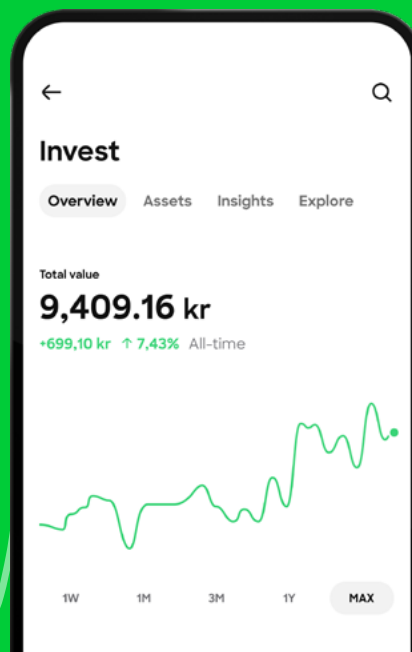 Invest
Overview Assets Insights Explore
Total value
9,409.16 kr
+699,10 kr ↑ 7,43% All-time
1W 1M 3M 1Y MAX